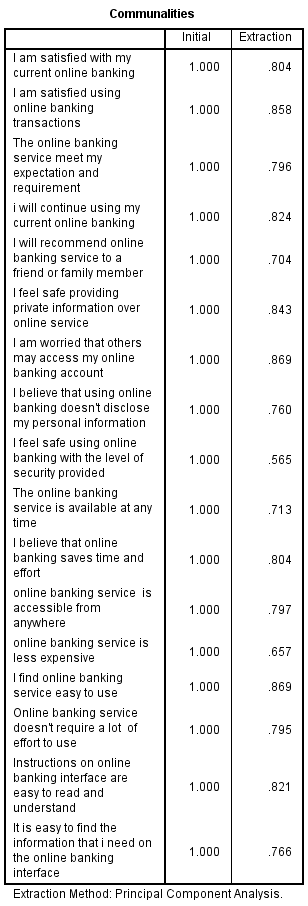 Communalities
Initial Extraction
I am satisfied with my
current online banking 1.000 .804
I am satisfied using
online banking
transactions 1.000 .858
The online banking
service meet my
expectation and
requirement 1.000 .796
i will continue using my
current online banking 1.000 .824
I will recommend online
banking service to a
friend or family member 1.000 .704
I feel safe providing
private information over
online service 1.000 .843
I am worried that others
may access my online
banking account 1.000 .869
I believe that using online
banking doesn't disclose
my personal information 1.000 .760
I feel safe using online
banking with the level of
security provided 1.000 .565
The online banking
service is available at any
time 1.000 .713
I believe that online
banking saves time and
effort 1.000 .804
online banking service is
accessible from
anywhere 1.000 .797
online banking service is
less expensive 1.000 .657
I find online banking
service easy to use 1.000 .869
Online banking service
doesn't require a lot of
effort to use 1.000 .795
Instructions on online
banking interface are
easy to read and
understand 1.000 .821
It is easy to find the
information that i need on
the online banking
interface 1.000 .766
Extraction Method: Principal Component Analysis.